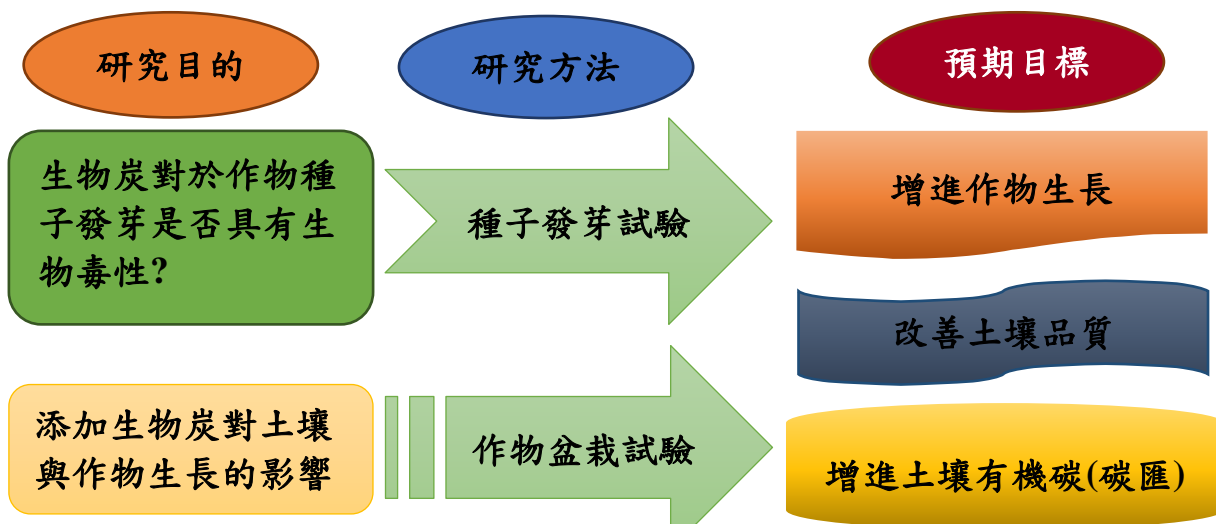 研究目的
研究方法
預期目標
生物炭對於作物種
子發芽是否具有生
物毒性?
種子發芽試驗
增進作物生長
改善土壤品質
添加生物炭對土壤
與作物生長的影響
作物盆栽試驗
增進土壤有機碳(碳匯)